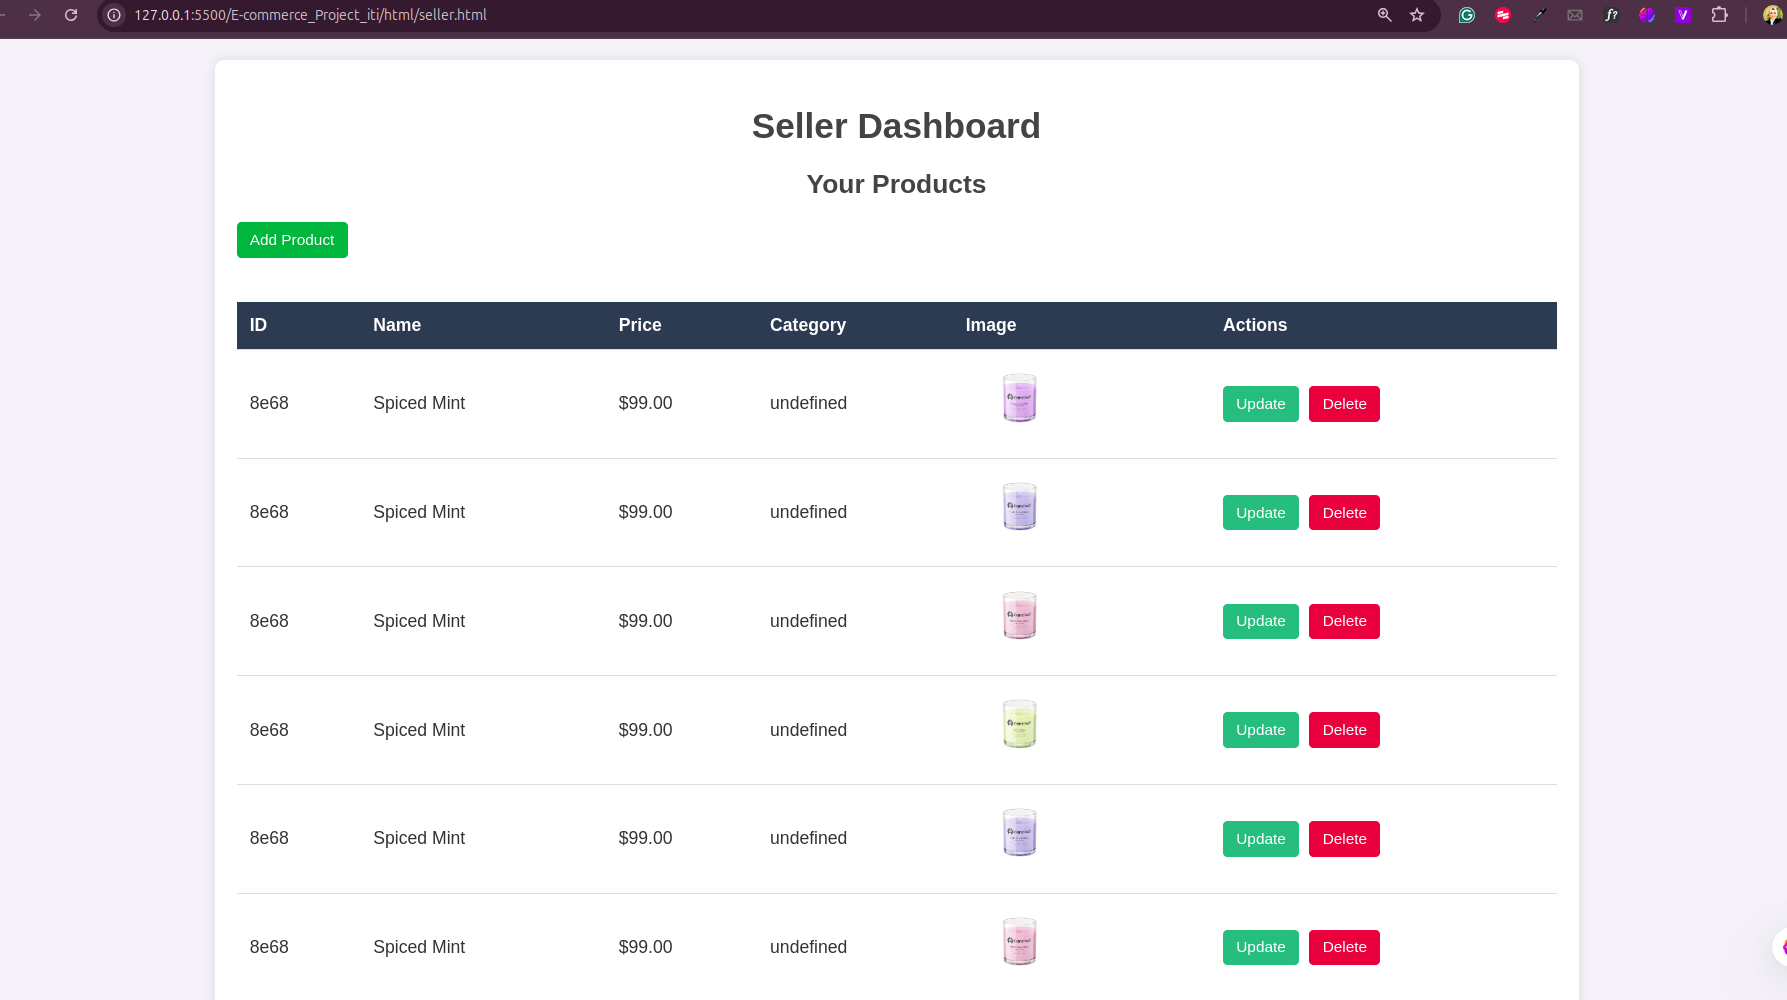 127.0.0.1:5500/E-commerce_Project_iti/html/seller.html
Seller Dashboard
Your Products
Add Product
ID Name Price Category Image Actions
8e68 Spiced Mint $99.00 undefined Update Delete
8e68 Spiced Mint $99.00 undefined Update Delete
8e68 Spiced Mint $99.00 undefined Update Delete
8e68 Spiced Mint $99.00 undefined Update Delete
8e68 Spiced Mint $99.00 undefined Update Delete
8e68 Spiced Mint $99.00 undefined Update Delete